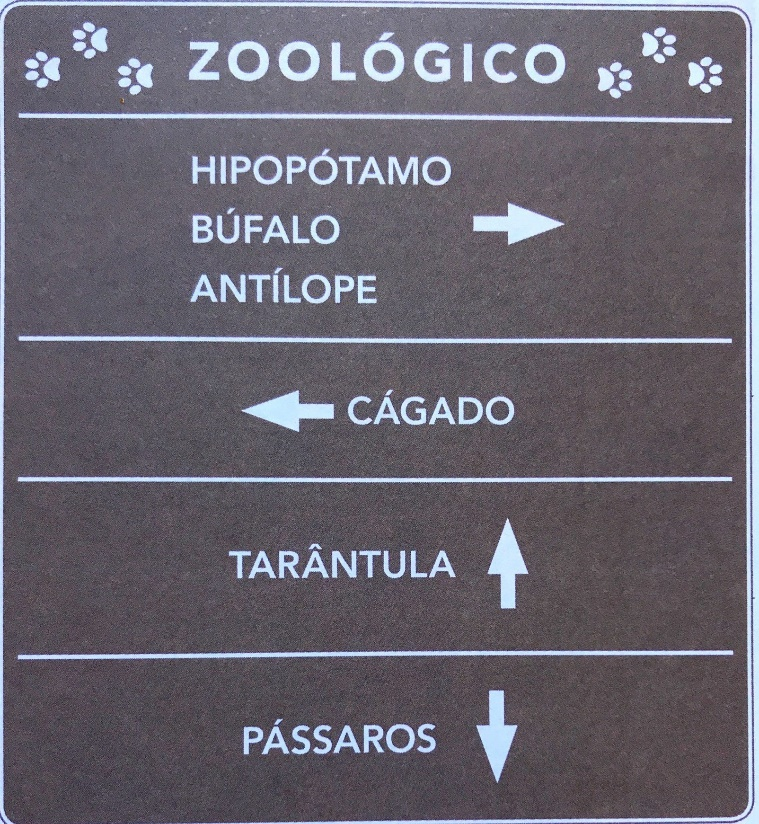 ZOOLÓGICO
HIPOPÓTAMO
BÚFALO
ANTÍLOPE
CÁGADO
TARÂNTULA
PÁSSAROS